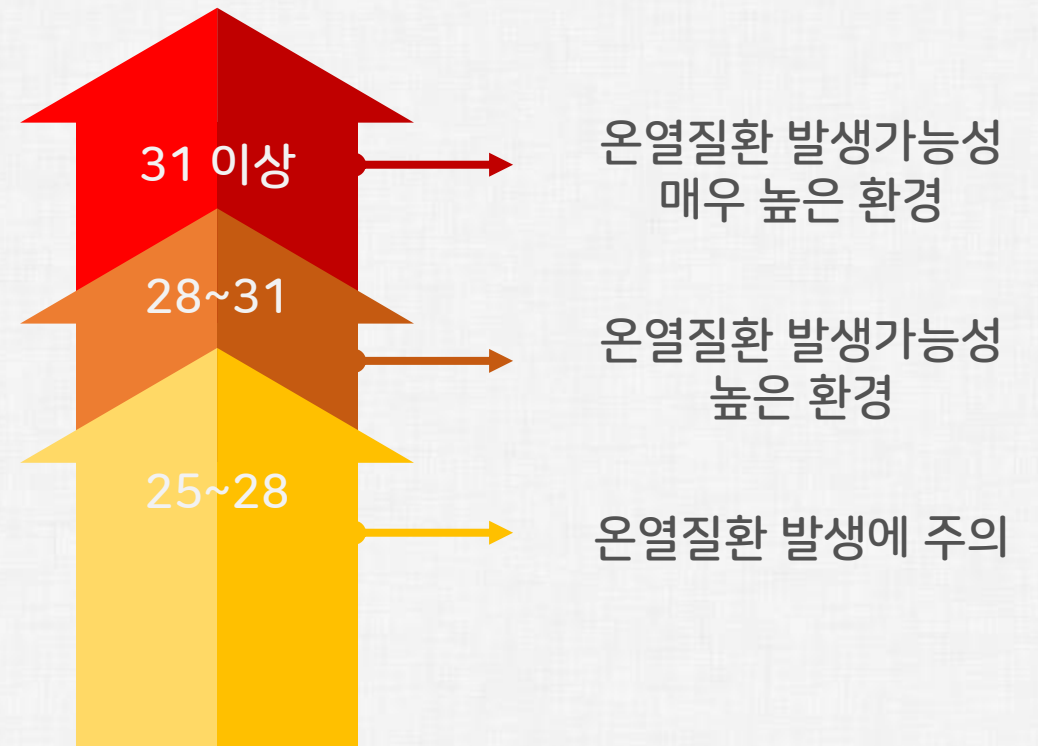 31 이상
온열질환 발생가능성
매우 높은 환경
28~31
온열질환 발생가능성
높은 환경
25~28
온열질환 발생에 주의